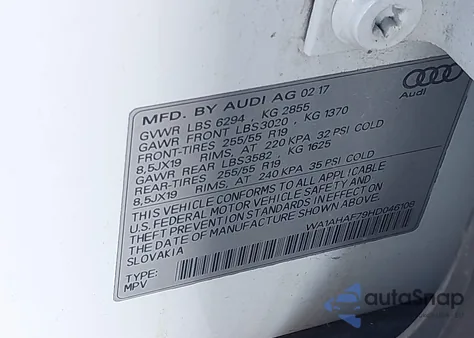 MFD. BY AUDI AG 02 17
Audi
GVWR LBS 6294 , KG 2855
GAWR FRONT LBS3020 , KG 1370
FRONT-TIRES 255/55 R19
8,5JX19 RIMS, AT 220 KPA 32 PSI COLD
GAWR REAR LBS3582 , KG 1625
REAR-TIRES 255/55 R19
8,5JX19 RIMS, AT 240 KPA 35 PSI COLD
THIS VEHICLE CONFORMS TO ALL APPLICABLE
U.S. FEDERAL MOTOR VEHICLE SAFETY AND
THEFT PREVENTION STANDARDS IN EFFECT ON
THE DATE OF MANUFACTURE SHOWN ABOVE.
SLOVAKIA
WA1AHAF79HD046108
TYPE:
MPV
autoSnap